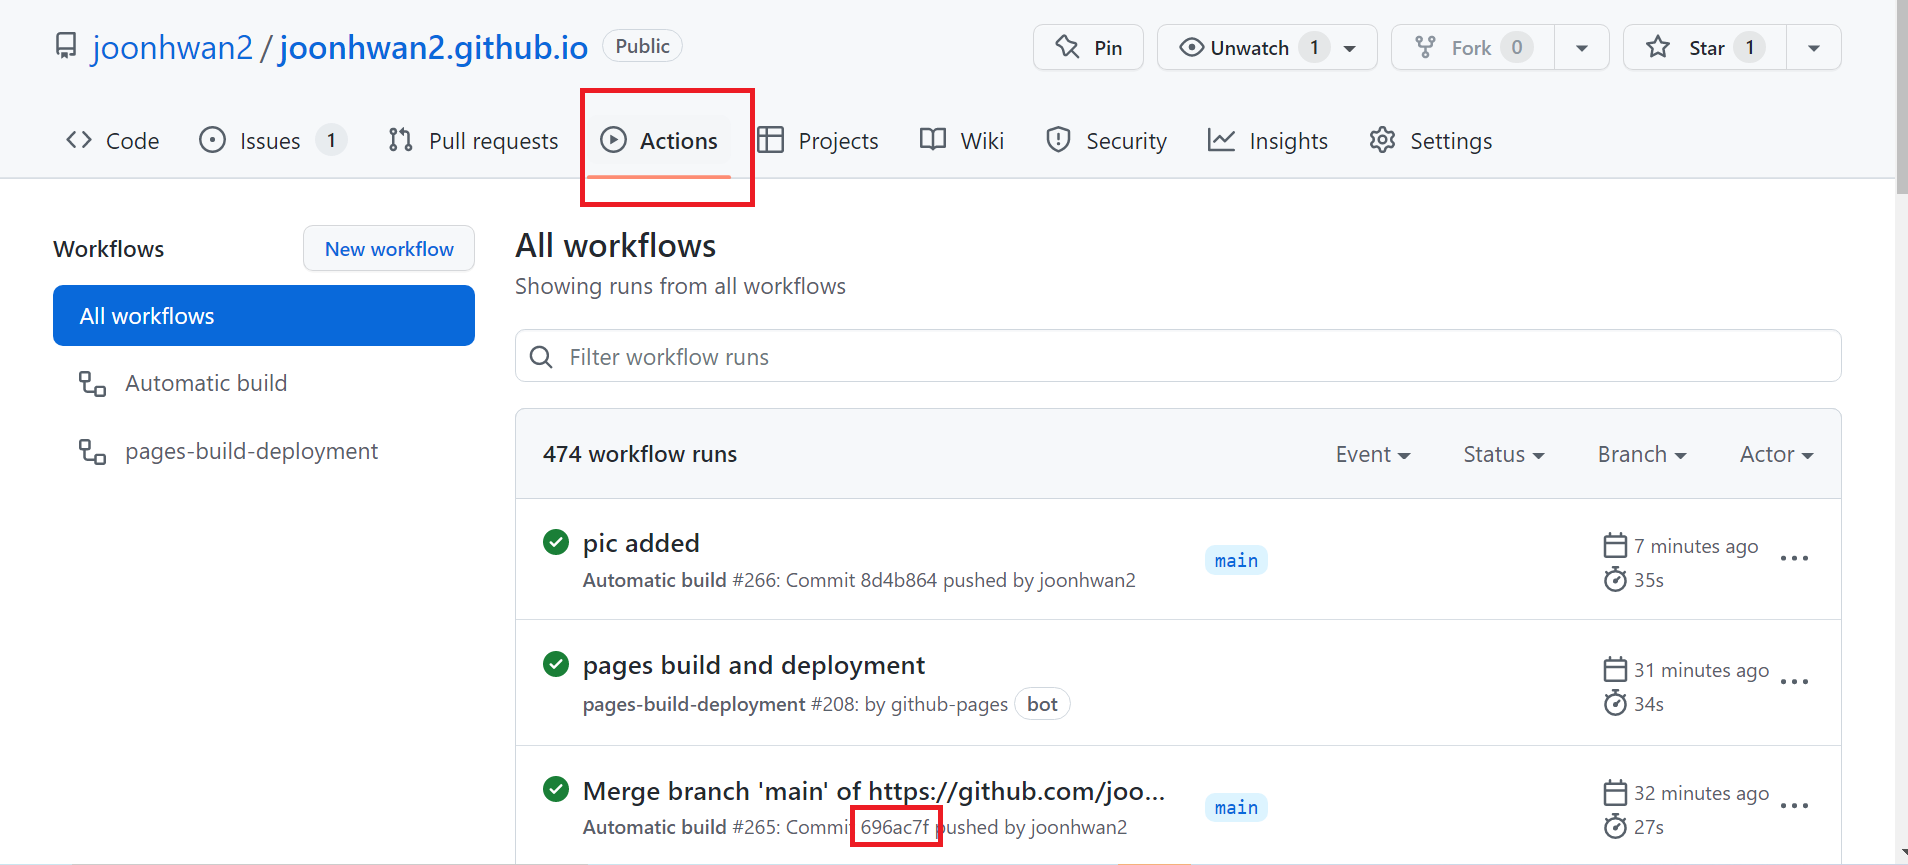 joonhwan2 / joonhwan2.github.io Public Pin Unwatch 1 Fork 0 Star 1
Code Issues 1 Pull requests Actions Projects Wiki Security Insights Settings
Workflows New workflow
All workflows
Automatic build
pages-build-deployment
All workflows
Showing runs from all workflows
Filter workflow runs
474 workflow runs Event Status Branch Actor
pic added main 7 minutes ago
Automatic build #266: Commit 8d4b864 pushed by joonhwan2 35s
pages build and deployment 31 minutes ago
pages-build-deployment #208: by github-pages bot 34s
Merge branch 'main' of https://github.com/joo... main 32 minutes ago
Automatic build #265: Commit 696ac7f pushed by joonhwan2 27s